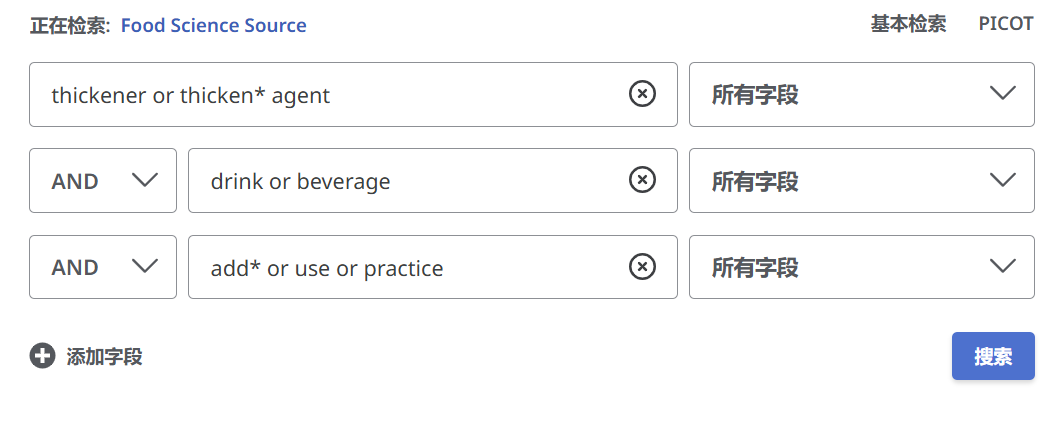 正在检索: Food Science Source 基本检索 PICOT
thickener or thicken* agent 所有字段
AND drink or beverage 所有字段
AND add* or use or practice 所有字段
添加字段 搜索